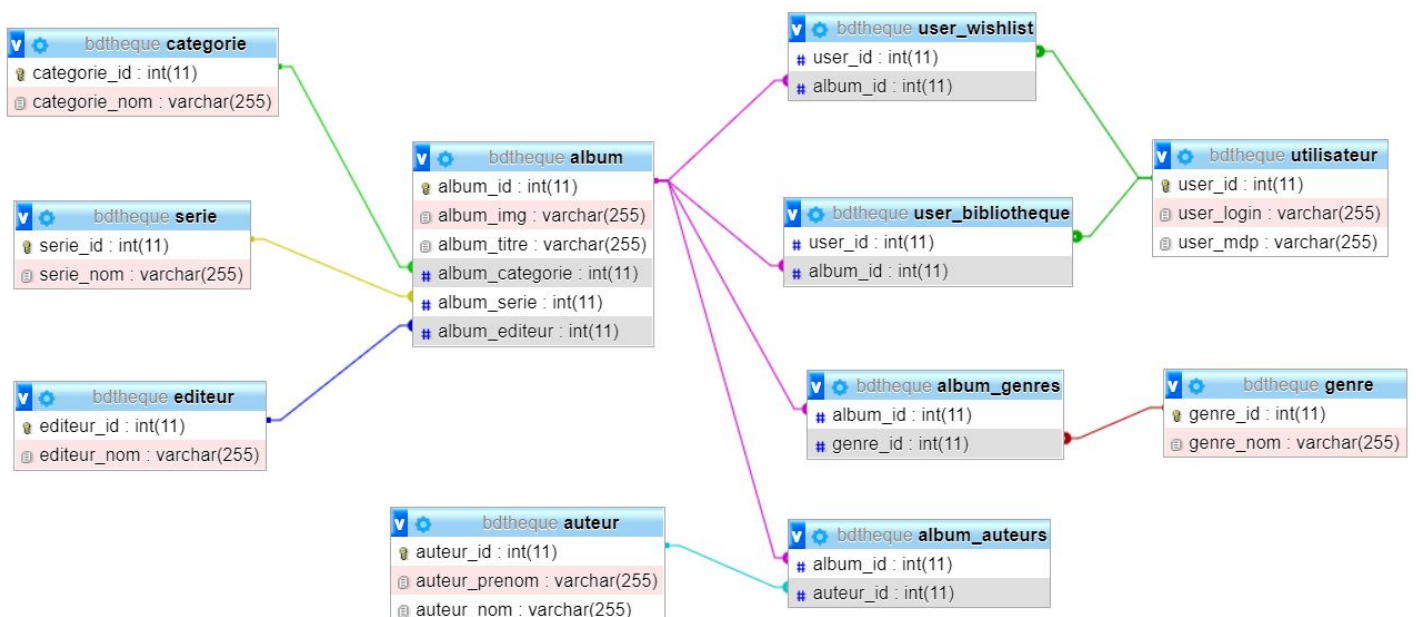 bdtheque categorie
categorie_id : int(11)
categorie_nom : varchar(255)
bdtheque serie
serie_id : int(11)
serie_nom : varchar(255)
bdtheque editeur
editeur_id : int(11)
editeur_nom : varchar(255)
bdtheque album
album_id : int(11)
album_img : varchar(255)
album_titre : varchar(255)
# album_categorie : int(11)
# album_serie : int(11)
# album_editeur : int(11)
bdtheque auteur
auteur_id : int(11)
auteur_prenom : varchar(255)
auteur_nom : varchar(255)
bdtheque user_wishlist
# user_id : int(11)
# album_id : int(11)
bdtheque user_bibliotheque
# user_id : int(11)
# album_id : int(11)
bdtheque album_genres
# album_id : int(11)
# genre_id : int(11)
bdtheque album_auteurs
# album_id : int(11)
# auteur_id : int(11)
bdtheque utilisateur
user_id : int(11)
user_login : varchar(255)
user_mdp : varchar(255)
bdtheque genre
genre_id : int(11)
genre_nom : varchar(255)